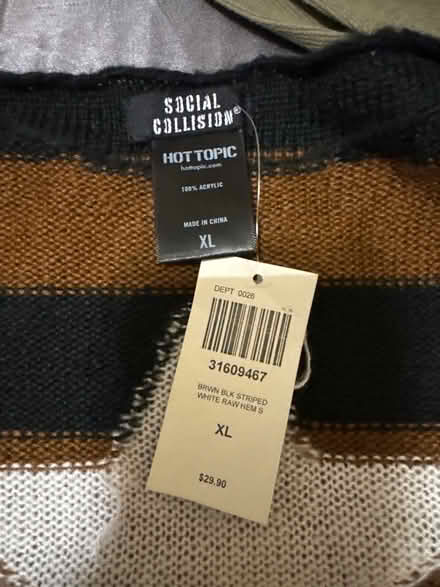 SOCIAL
COLLISION®
HOT TOPIC
hottopic.com
100% ACRYLIC
MADE IN CHINA
XL
DEPT 0026
31609467
BRWN BLK STRIPED
WHITE RAW HEM S
XL
$29.90